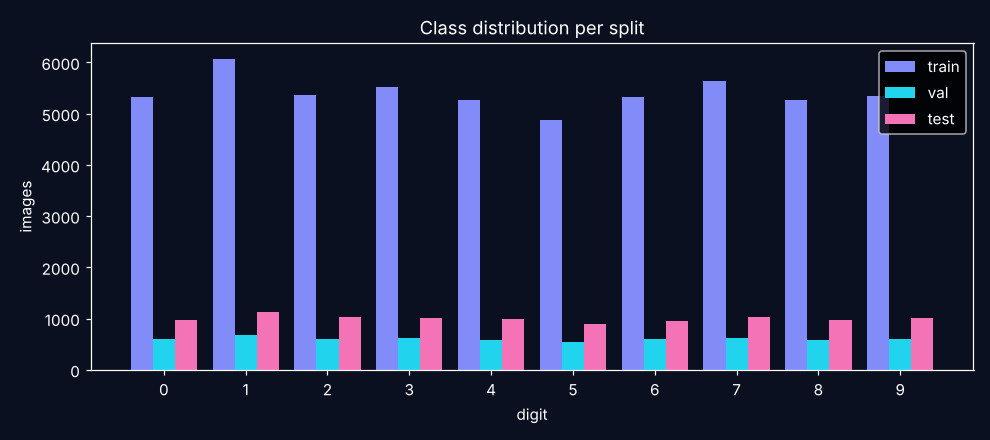 Class distribution per split
train
val
test
images
6000
5000
4000
3000
2000
1000
0
0 1 2 3 4 5 6 7 8 9
digit